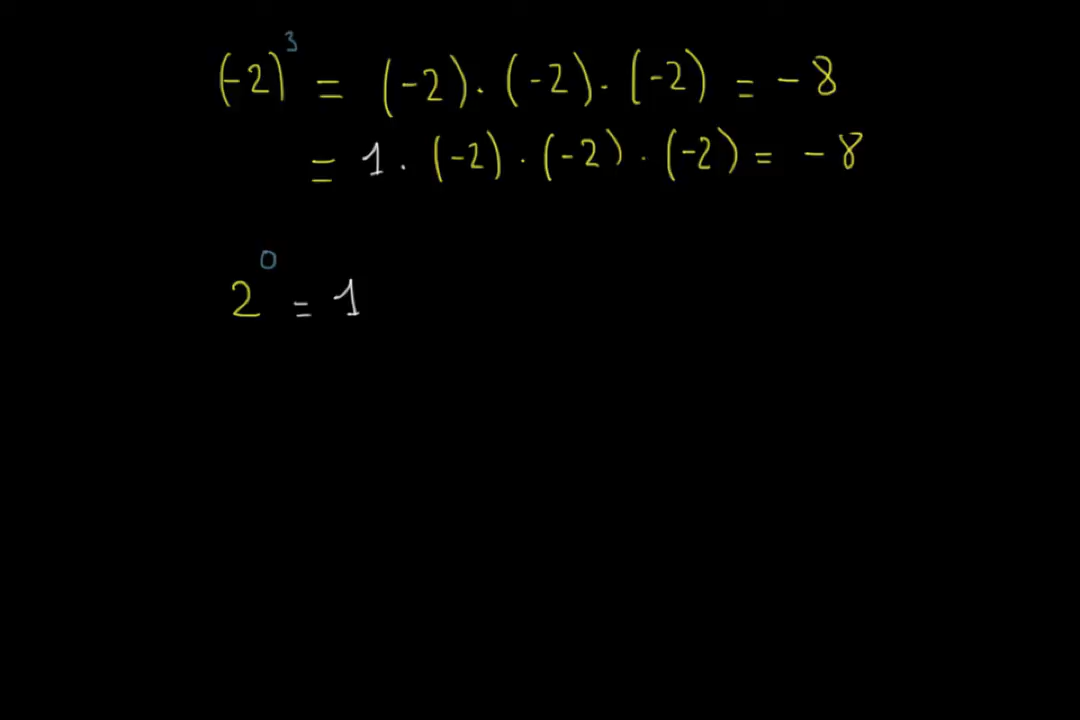 (-2)³ = (-2) · (-2) · (-2) = -8
= 1 · (-2) · (-2) · (-2) = -8
2⁰ = 1